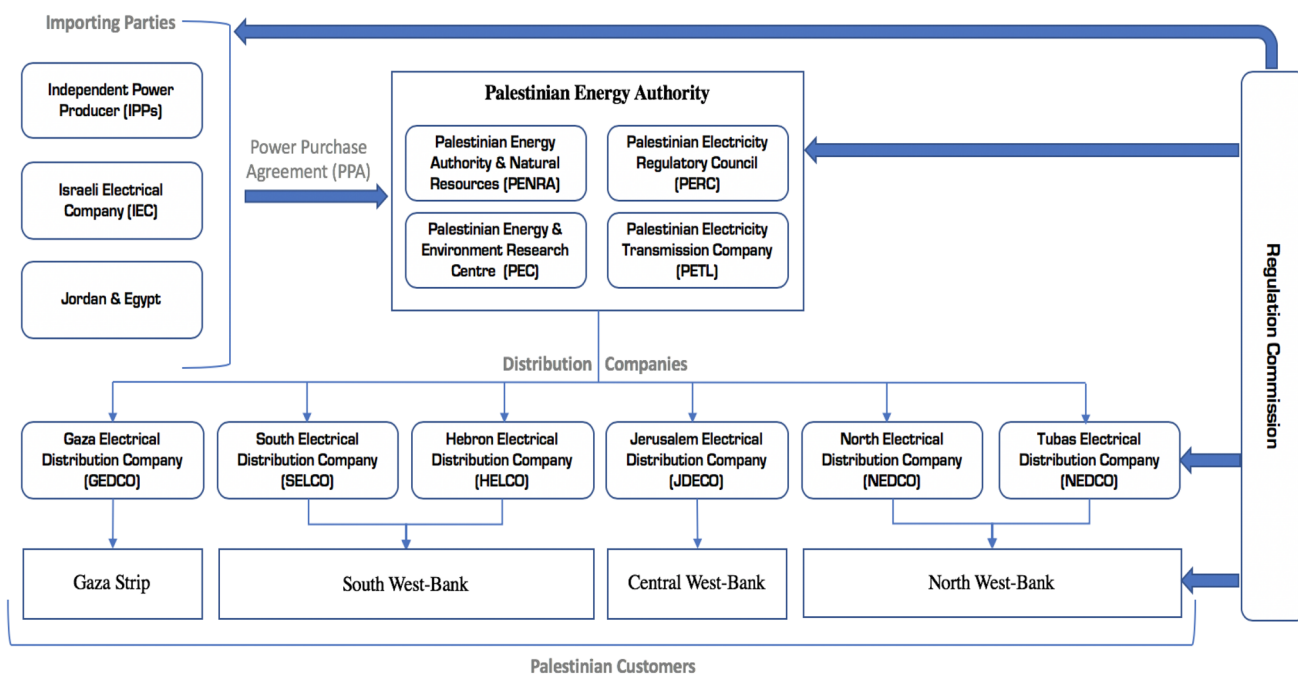 Importing Parties
Independent Power
Producer (IPPs)
Israeli Electrical
Company (IEC)
Jordan & Egypt
Power Purchase
Agreement (PPA)
Palestinian Energy Authority
Palestinian Energy
Authority & Natural
Resources (PENRA)
Palestinian Electricity
Regulatory Council
(PERC)
Palestinian Energy &
Environment Research
Centre (PEC)
Palestinian Electricity
Transmission Company
(PETL)
Regulation Commission
Distribution Companies
Gaza Electrical
Distribution Company
(GEDCO)
South Electrical
Distribution Company
(SELCO)
Hebron Electrical
Distribution Company
(HELCO)
Jerusalem Electrical
Distribution Company
(JDECO)
North Electrical
Distribution Company
(NEDCO)
Tubas Electrical
Distribution Company
(NEDCO)
Gaza Strip
South West-Bank
Central West-Bank
North West-Bank
Palestinian Customers